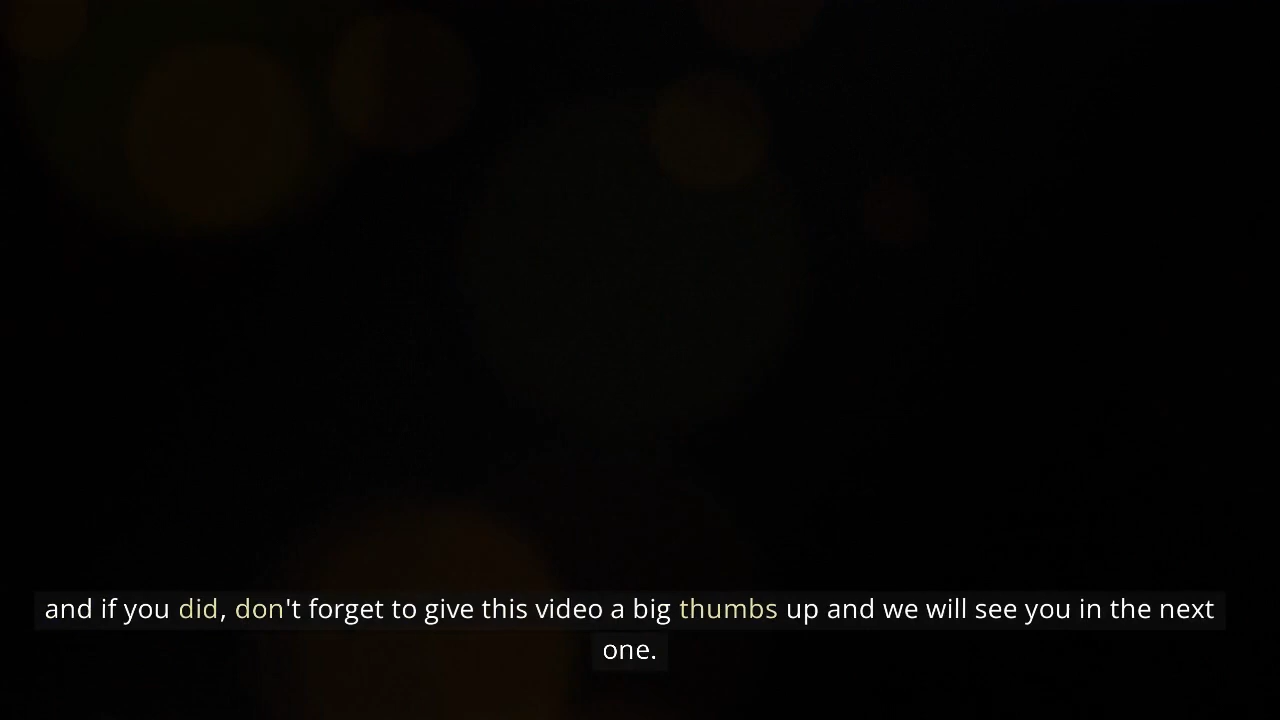 and if you did, don't forget to give this video a big thumbs up and we will see you in the next
one.